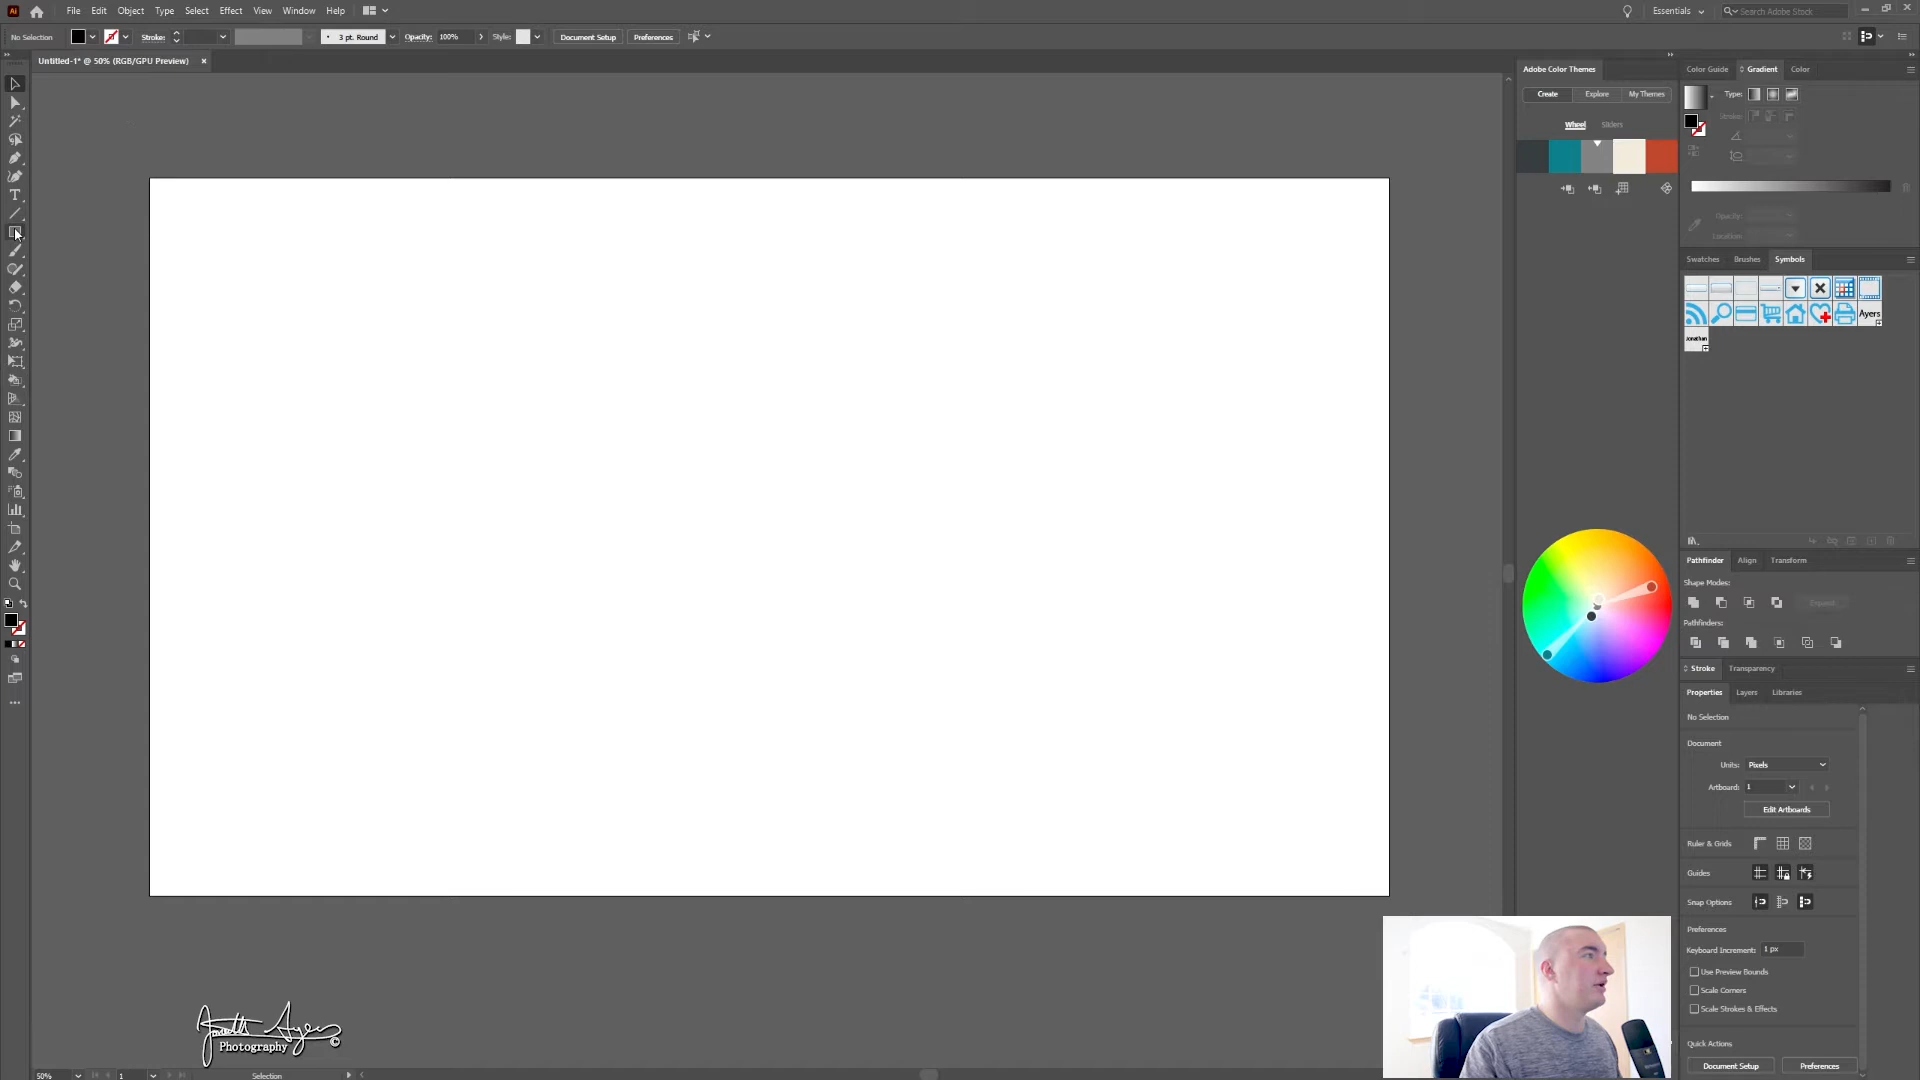 Ai File Edit Object Type Select Effect View Window Help Essentials Search Adobe Stock
No Selection Stroke: 3 pt. Round Opacity: 100% Style: Document Setup Preferences
Untitled-1* @ 50% (RGB/GPU Preview) ×
Adobe Color Themes
Create Explore My Themes
Wheel Sliders
Color Guide Gradient Color
Type:
Stroke:
Opacity:
Location:
Swatches Brushes Symbols
Ayers
Jonathan
Pathfinder Align Transform
Shape Modes:
Expand
Pathfinders:
Stroke Transparency
Properties Layers Libraries
No Selection
Document
Units: Pixels
Artboard: 1
Edit Artboards
Ruler & Grids
Guides
Snap Options
Preferences
Keyboard Increment: 1 px
Use Preview Bounds
Scale Corners
Scale Strokes & Effects
Quick Actions
Document Setup Preferences
Photography ©
50% 1 Selection